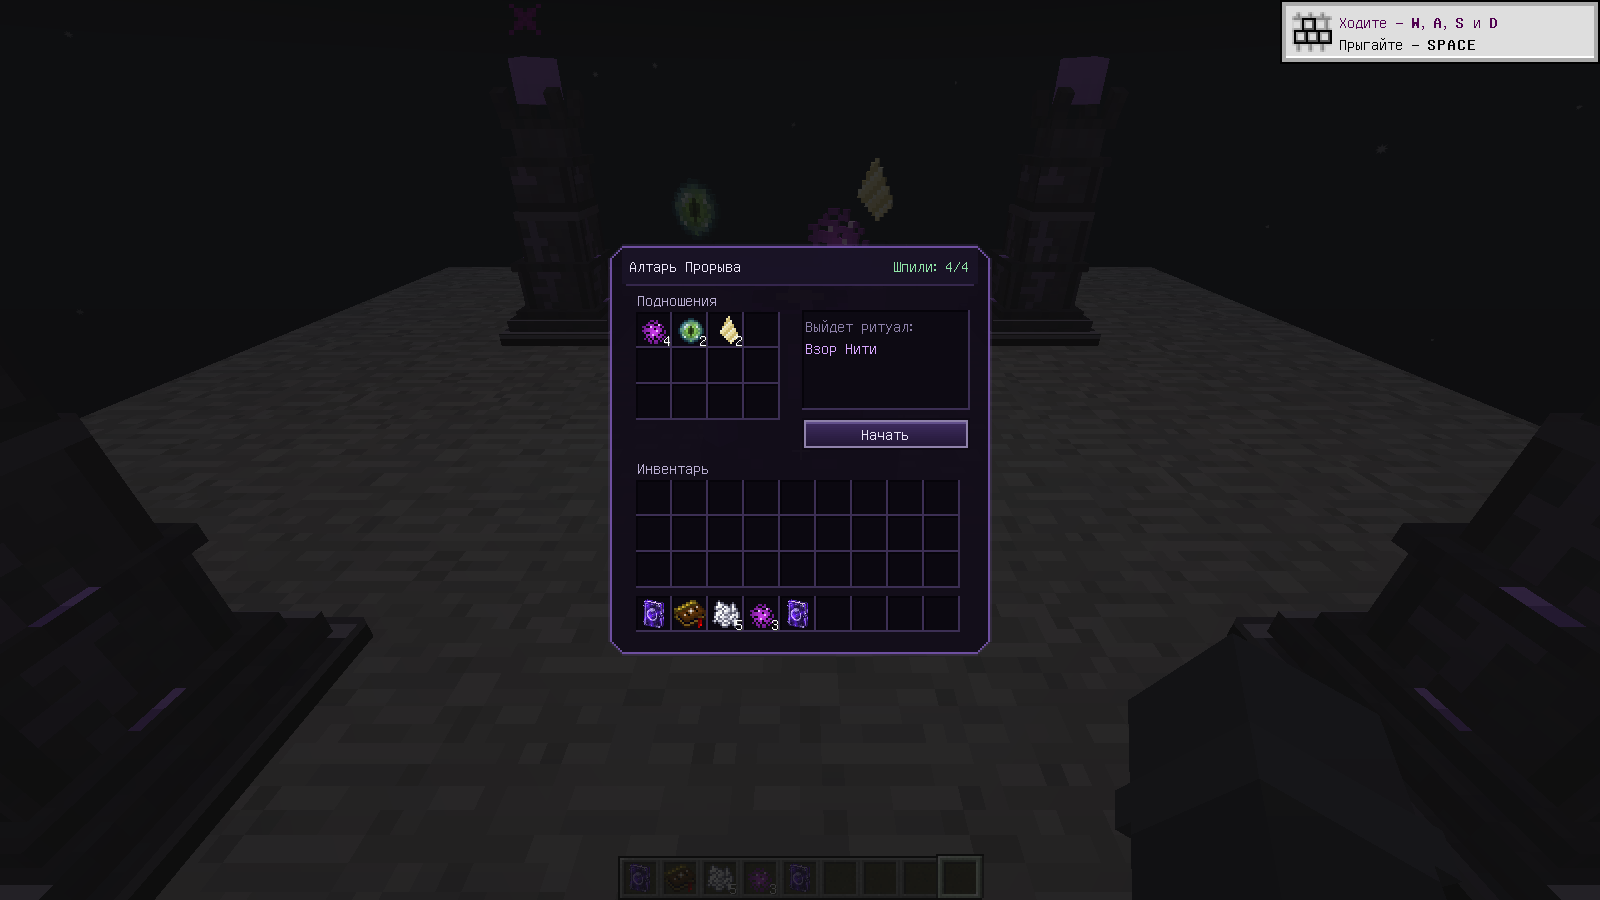 Ходите – W, A, S и D
Прыгайте – SPACE
Алтарь Прорыва
Шпили: 4/4
Подношения
4
2
2
Выйдет ритуал:
Взор Нити
Начать
Инвентарь
5
3
5
3